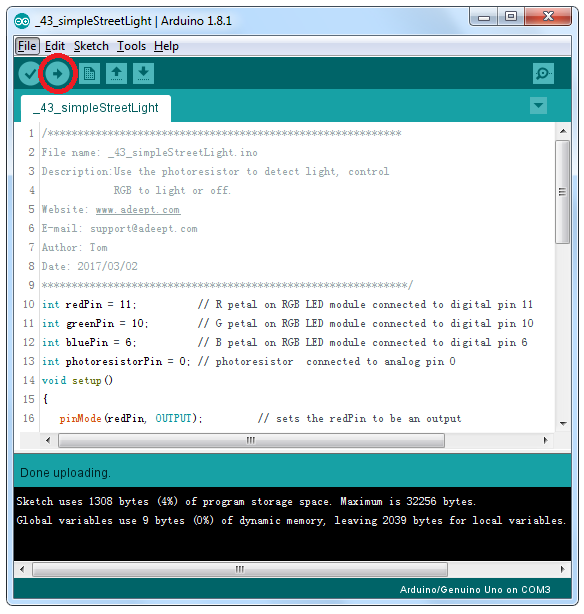 _43_simpleStreetLight | Arduino 1.8.1
File Edit Sketch Tools Help
_43_simpleStreetLight
1 /***********************************************************
2 File name: _43_simpleStreetLight.ino
3 Description:Use the photoresistor to detect light, control
4 RGB to light or off.
5 Website: www.adeept.com
6 E-mail: support@adeept.com
7 Author: Tom
8 Date: 2017/03/02
9 *************************************************************/
10 int redPin = 11; // R petal on RGB LED module connected to digital pin 11
11 int greenPin = 10; // G petal on RGB LED module connected to digital pin 10
12 int bluePin = 6; // B petal on RGB LED module connected to digital pin 6
13 int photoresistorPin = 0; // photoresistor connected to analog pin 0
14 void setup()
15 {
16 pinMode(redPin, OUTPUT); // sets the redPin to be an output
Done uploading.
Sketch uses 1308 bytes (4%) of program storage space. Maximum is 32256 bytes.
Global variables use 9 bytes (0%) of dynamic memory, leaving 2039 bytes for local variables.
Arduino/Genuino Uno on COM3